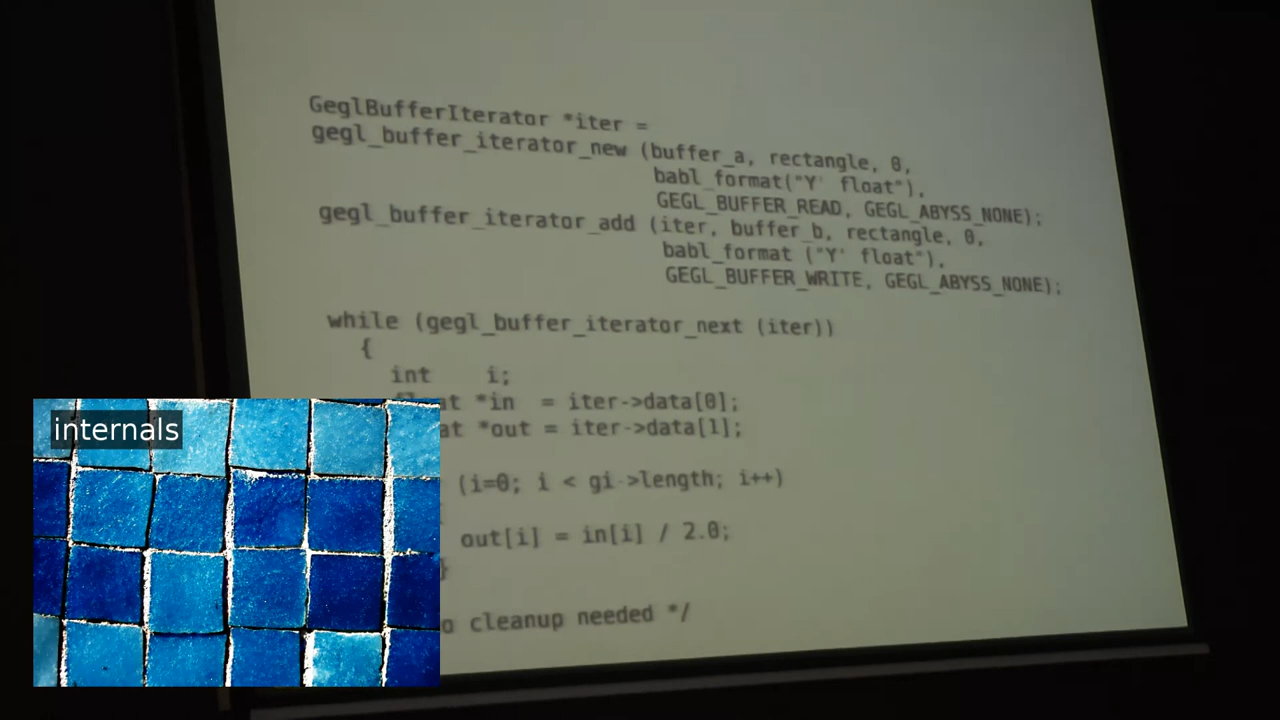 GeglBufferIterator *iter =
gegl_buffer_iterator_new (buffer_a, rectangle, 0,
babl_format("Y' float"),
GEGL_BUFFER_READ, GEGL_ABYSS_NONE);
gegl_buffer_iterator_add (iter, buffer_b, rectangle, 0,
babl_format ("Y' float"),
GEGL_BUFFER_WRITE, GEGL_ABYSS_NONE);
while (gegl_buffer_iterator_next (iter))
{
int i;
*in = iter->data[0];
*out = iter->data[1];
(i=0; i < gi->length; i++)
out[i] = in[i] / 2.0;
}
cleanup needed */
internals